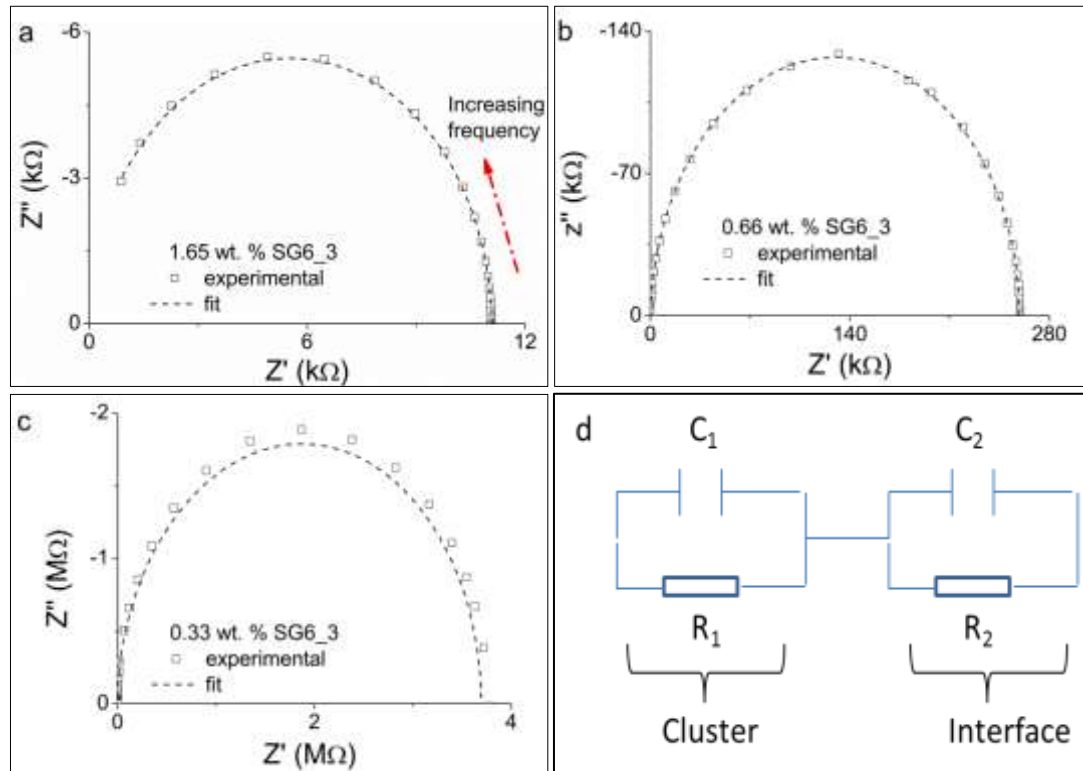 a
-6
-3
0
Z" (kΩ)
Increasing
frequency
1.65 wt. % SG6_3
experimental
fit
0
6
12
Z' (kΩ)
b
-140
-70
0
Z" (kΩ)
0.66 wt. % SG6_3
experimental
fit
0
140
280
Z' (kΩ)
c
-2
-1
0
Z" (MΩ)
0.33 wt. % SG6_3
experimental
fit
0
2
4
Z' (MΩ)
d
C₁ C₂
R₁ R₂
Cluster Interface